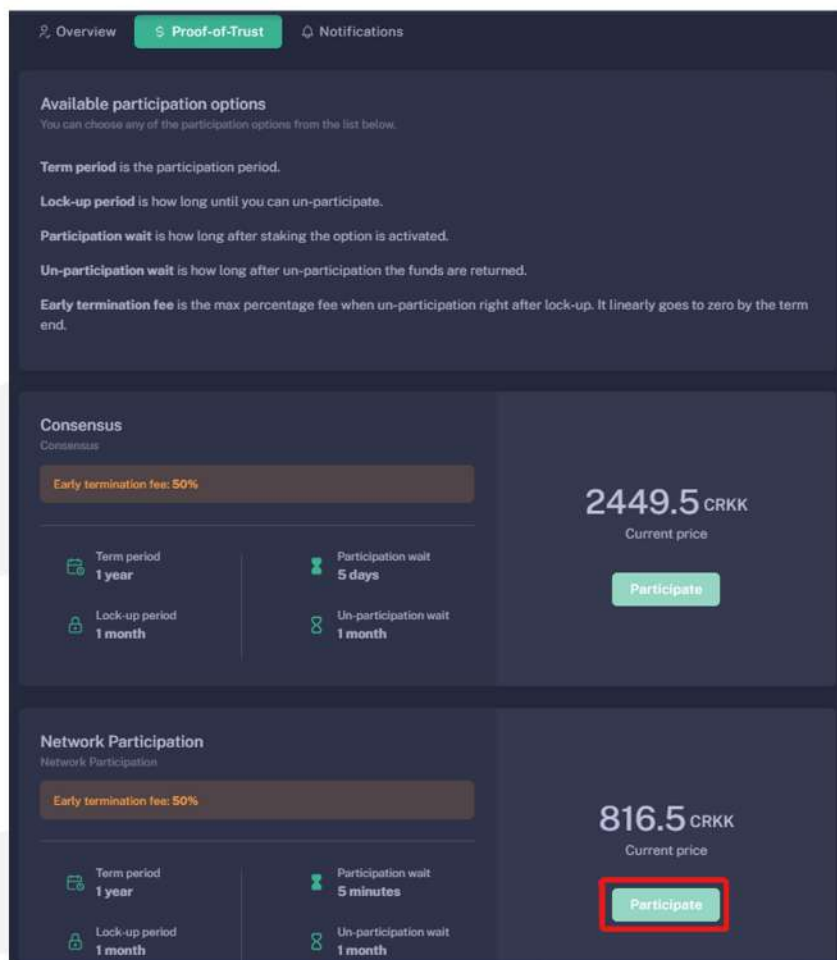 Overview
$ Proof-of-Trust
Notifications
Available participation options
You can choose any of the participation options from the list below.
Term period is the participation period.
Lock-up period is how long until you can un-participate.
Participation wait is how long after staking the option is activated.
Un-participation wait is how long after un-participation the funds are returned.
Early termination fee is the max percentage fee when un-participation right after lock-up. It linearly goes to zero by the term
end.
Consensus
Consensus
Early termination fee: 50%
Term period
1 year
Participation wait
5 days
Lock-up period
1 month
Un-participation wait
1 month
2449.5 CRKK
Current price
Participate
Network Participation
Network Participation
Early termination fee: 50%
Term period
1 year
Participation wait
5 minutes
Lock-up period
1 month
Un-participation wait
1 month
816.5 CRKK
Current price
Participate